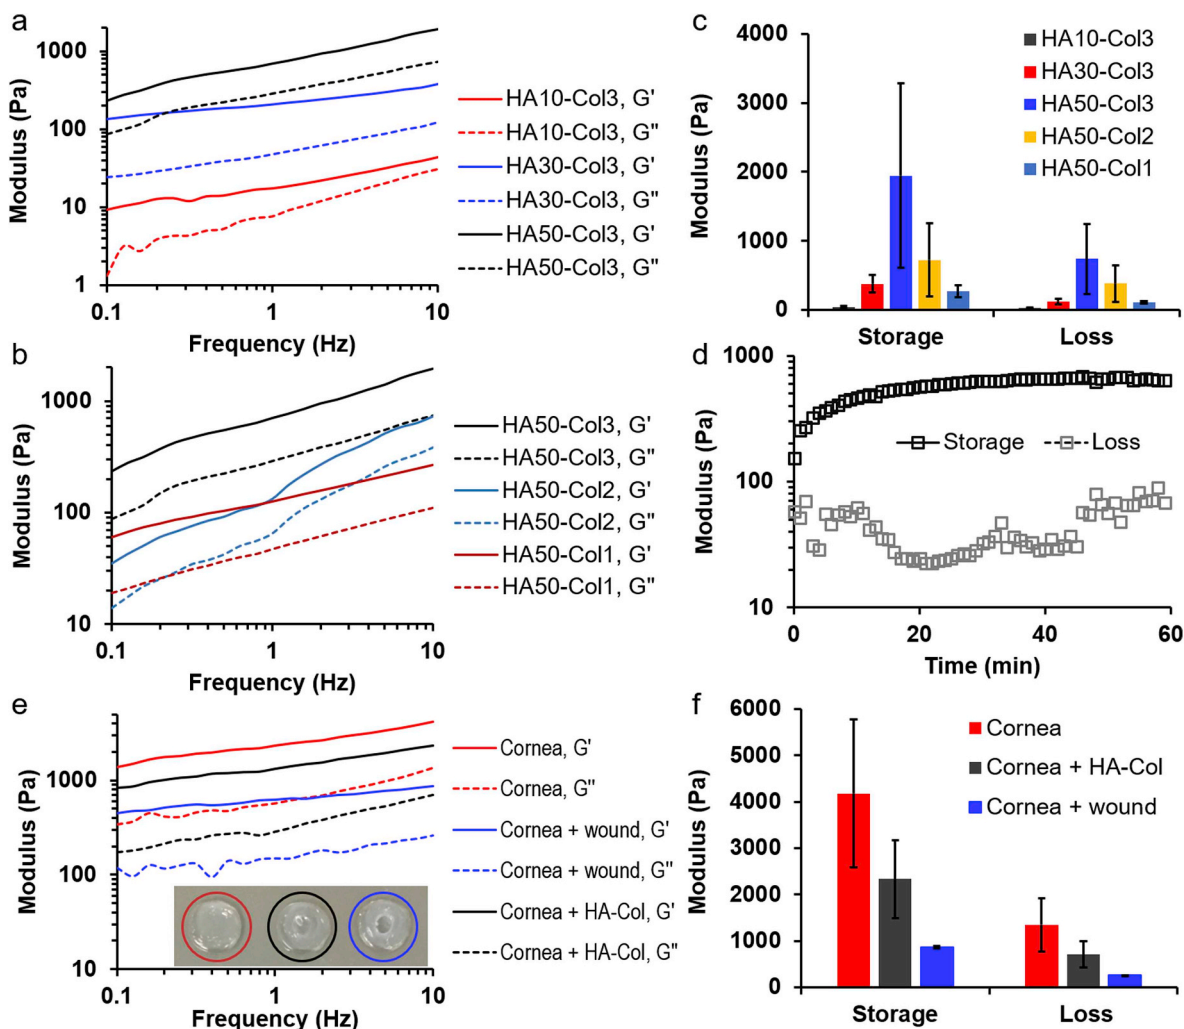 a
Modulus (Pa)
1000
100
10
1
0.1
1
10
Frequency (Hz)
HA10-Col3, G'
HA10-Col3, G"
HA30-Col3, G'
HA30-Col3, G"
HA50-Col3, G'
HA50-Col3, G"
c
Modulus (Pa)
4000
3000
2000
1000
0
Storage
Loss
HA10-Col3
HA30-Col3
HA50-Col3
HA50-Col2
HA50-Col1
b
Modulus (Pa)
1000
100
10
0.1
1
10
Frequency (Hz)
HA50-Col3, G'
HA50-Col3, G"
HA50-Col2, G'
HA50-Col2, G"
HA50-Col1, G'
HA50-Col1, G"
d
Modulus (Pa)
1000
100
10
0
20
40
60
Time (min)
Storage
Loss
e
Modulus (Pa)
1000
100
10
0.1
1
10
Frequency (Hz)
Cornea, G'
Cornea, G"
Cornea + wound, G'
Cornea + wound, G"
Cornea + HA-Col, G'
Cornea + HA-Col, G"
f
Modulus (Pa)
6000
5000
4000
3000
2000
1000
0
Storage
Loss
Cornea
Cornea + HA-Col
Cornea + wound